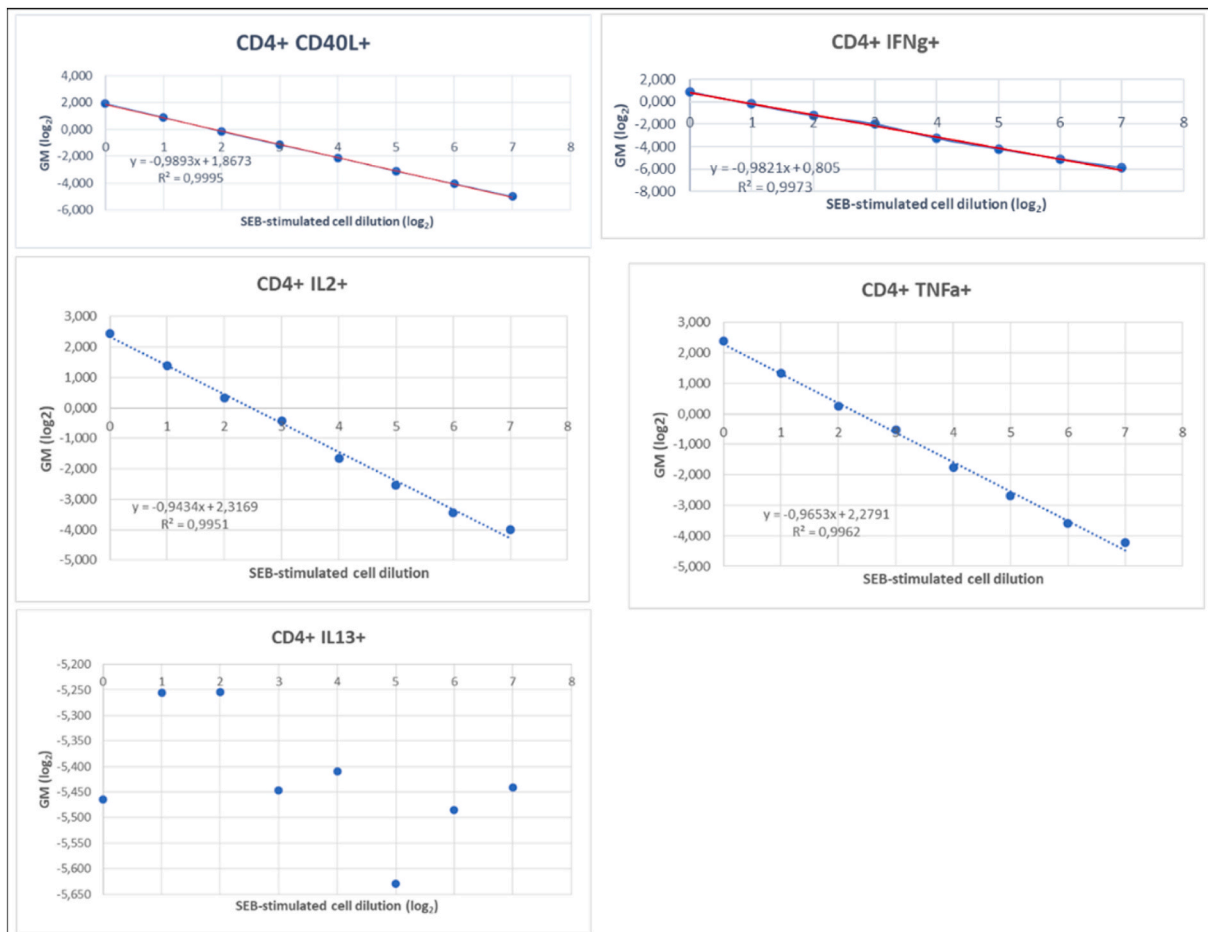 CD4+ CD40L+
4,000
2,000
0,000
-2,000
-4,000
-6,000
0 1 2 3 4 5 6 7 8
GM (log₂)
y = -0,9893x + 1,8673
R² = 0,9995
SEB-stimulated cell dilution (log₂)
CD4+ IFNg+
2,000
0,000
-2,000
-4,000
-6,000
-8,000
0 1 2 3 4 5 6 7 8
GM (log₂)
y = -0,9821x + 0,805
R² = 0,9973
SEB-stimulated cell dilution (log₂)
CD4+ IL2+
3,000
2,000
1,000
0,000
-1,000
-2,000
-3,000
-4,000
-5,000
0 1 2 3 4 5 6 7 8
GM (log2)
y = -0,9434x + 2,3169
R² = 0,9951
SEB-stimulated cell dilution
CD4+ TNFa+
3,000
2,000
1,000
0,000
-1,000
-2,000
-3,000
-4,000
-5,000
0 1 2 3 4 5 6 7 8
GM (log2)
y = -0,9653x + 2,2791
R² = 0,9962
SEB-stimulated cell dilution
CD4+ IL13+
-5,200
-5,250
-5,300
-5,350
-5,400
-5,450
-5,500
-5,550
-5,600
-5,650
0 1 2 3 4 5 6 7 8
GM (log₂)
SEB-stimulated cell dilution (log₂)